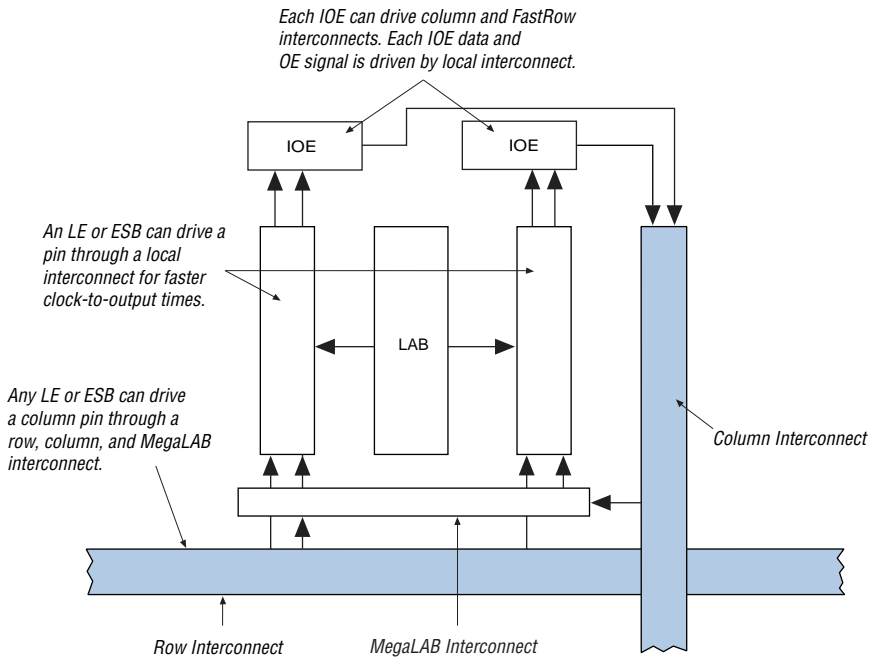 Each IOE can drive column and FastRow
interconnects. Each IOE data and
OE signal is driven by local interconnect.
IOE
IOE
An LE or ESB can drive a
pin through a local
interconnect for faster
clock-to-output times.
LAB
Any LE or ESB can drive
a column pin through a
row, column, and MegaLAB
interconnect.
Column Interconnect
Row Interconnect
MegaLAB Interconnect